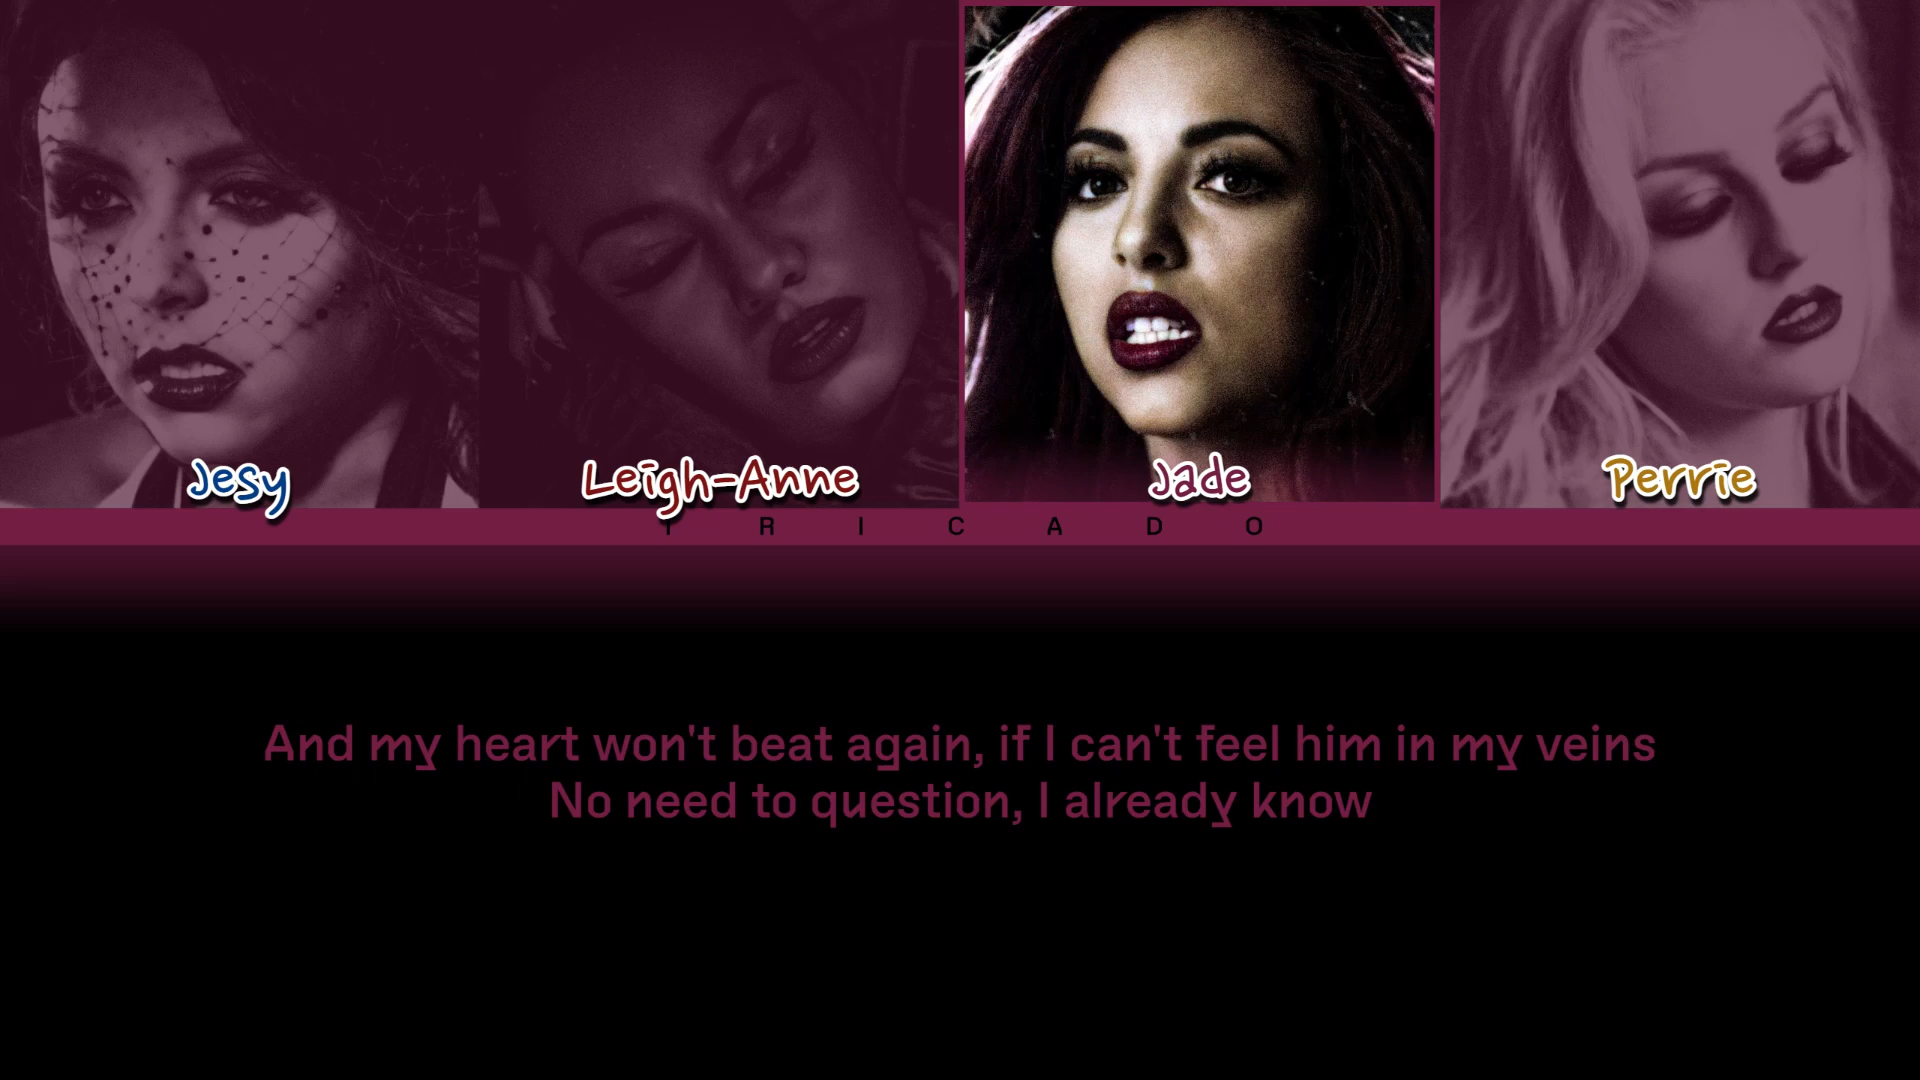 Jesy
Leigh-Anne
Jade
Perrie
T R I C A D O
And my heart won't beat again, if I can't feel him in my veins
No need to question, I already know